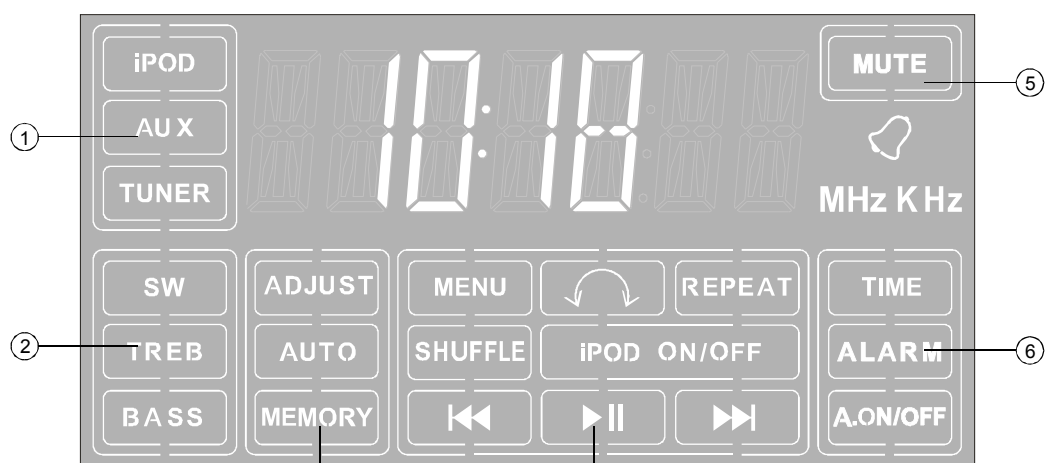 iPOD
AUX
TUNER
10:18
MUTE
MHz KHz
1
5
SW
TREB
BASS
2
ADJUST
AUTO
MEMORY
MENU
REPEAT
SHUFFLE
iPOD ON/OFF
TIME
ALARM
A.ON/OFF
6